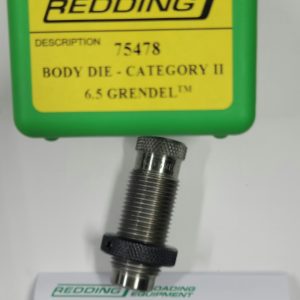 REDDING
DESCRIPTION 75478
BODY DIE - CATEGORY II
6.5 GRENDEL™
REDDING RELOADING
EQUIPMENT